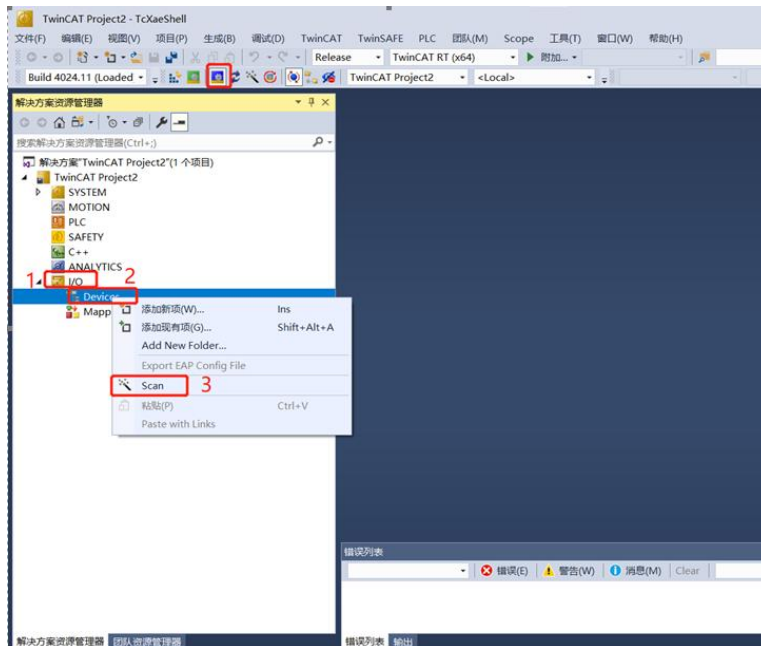 TwinCAT Project2 - TcXaeShell
文件(F) 编辑(E) 视图(V) 项目(P) 生成(B) 调试(D) TwinCAT TwinSAFE PLC 团队(M) Scope 工具(T) 窗口(W) 帮助(H)
Release TwinCAT RT (x64) 附加...
Build 4024.11 (Loaded TwinCAT Project2 <Local>
解决方案资源管理器
搜索解决方案资源管理器(Ctrl+;)
解决方案"TwinCAT Project2"(1 个项目)
TwinCAT Project2
SYSTEM
MOTION
PLC
SAFETY
C++
ANALYTICS
1 I/O 2
Devices
Mapp
添加新项(W)... Ins
添加现有项(G)... Shift+Alt+A
Add New Folder...
Export EAP Config File
Scan 3
粘贴(P) Ctrl+V
Paste with Links
错误列表
错误(E) 警告(W) 消息(M) Clear
解决方案资源管理器 团队资源管理器 错误列表 输出